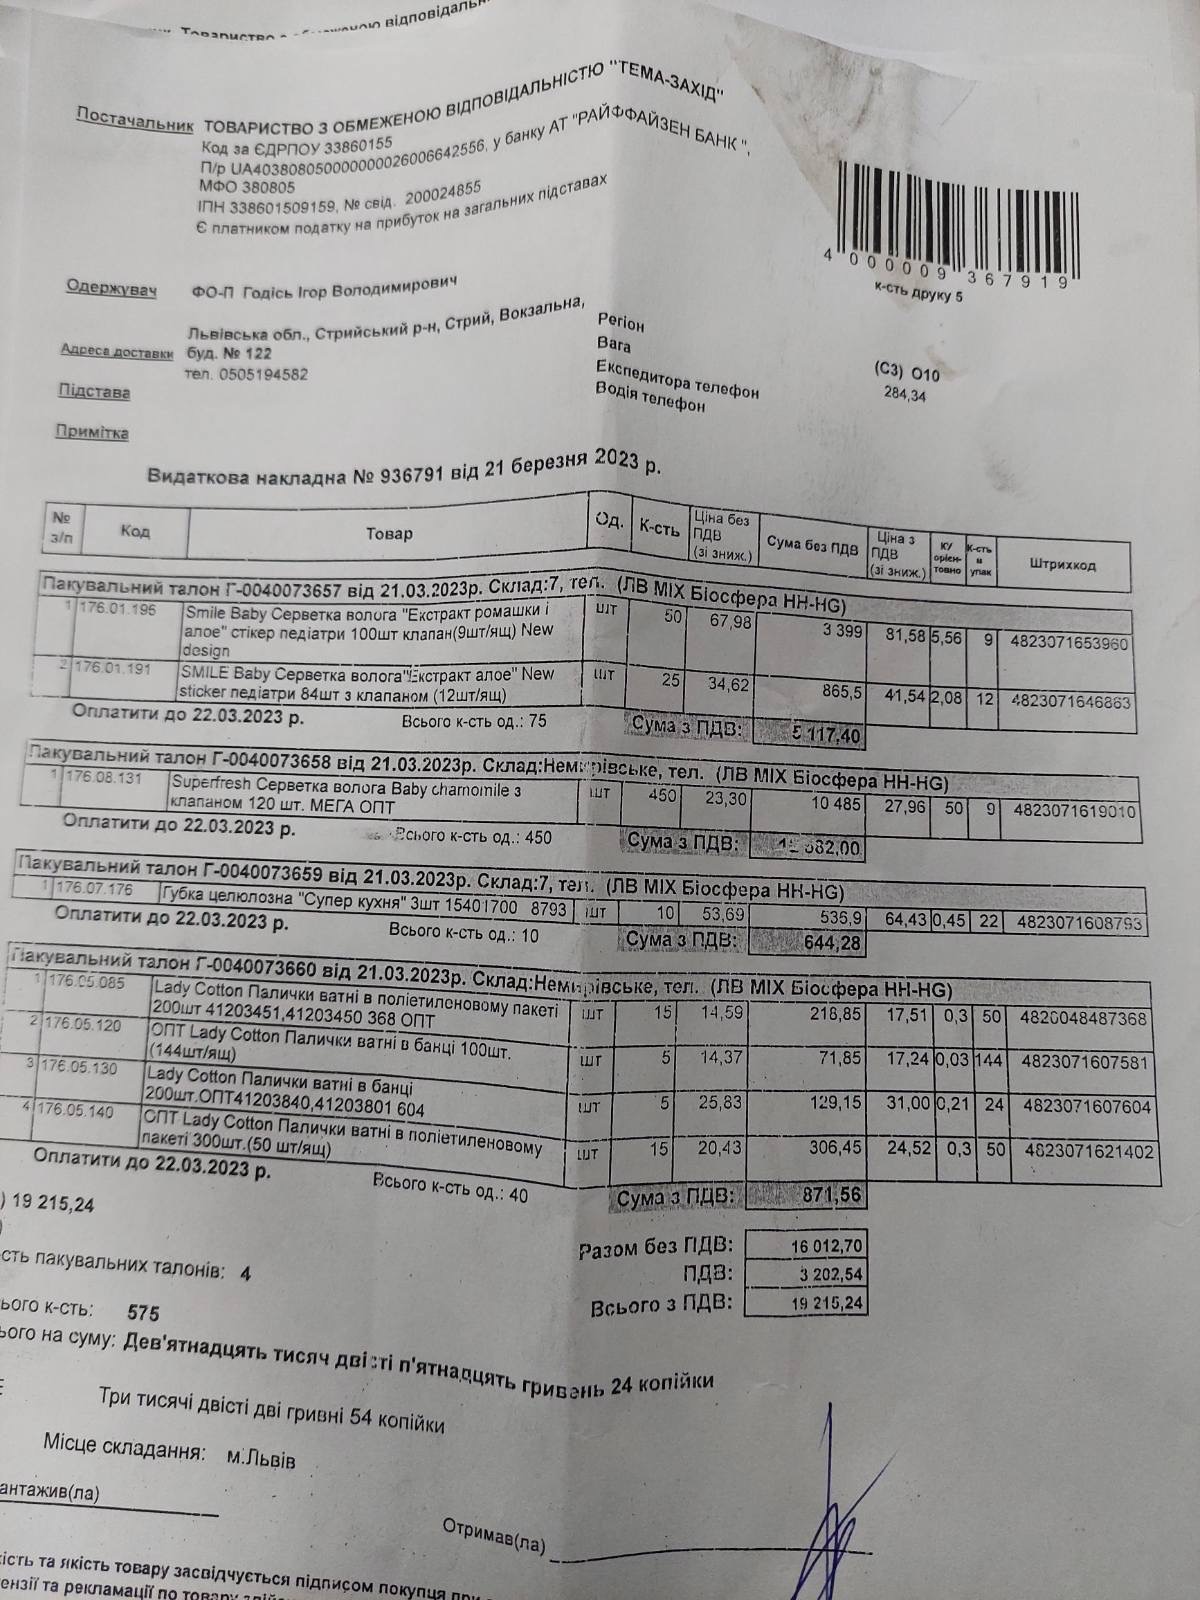 Товариство з обмеженою відповідальн
Постачальник ТОВАРИСТВО З ОБМЕЖЕНОЮ ВІДПОВІДАЛЬНІСТЮ "ТЕМА-ЗАХІД"
Код за ЄДРПОУ 33860155
П/р UA403808050000000026006642556, у банку АТ "РАЙФФАЙЗЕН БАНК ",
МФО 380805
ІПН 338601509159, № свід. 200024855
Є платником податку на прибуток на загальних підставах
4 000009 367919
к-сть друку 5
Одержувач ФО-П Годісь Ігор Володимирович
Адреса доставки Львівська обл., Стрийський р-н, Стрий, Вокзальна,
буд. № 122
тел. 0505194582
Регіон (С3) О10
Вага 284,34
Експедитора телефон
Водія телефон
Підстава
Примітка
Видаткова накладна № 936791 від 21 березня 2023 р.
№ з/п Код Товар Од. К-сть Ціна без ПДВ (зі зниж.) Сума без ПДВ Ціна з ПДВ (зі зниж.) КУ орієн-товно К-сть в упак Штрихкод
Пакувальний талон Г-0040073657 від 21.03.2023р. Склад:7, тел. (ЛВ МІХ Біосфера НН-HG)
1 176.01.196 Smile Baby Серветка волога "Екстракт ромашки і шт 50 67,98 3 399 81,58 5,56 9 4823071653960
алое" стікер педіатри 100шт клапан(9шт/ящ) New
design
2 176.01.191 SMILE Baby Серветка волога"Екстракт алое" New шт 25 34,62 865,5 41,54 2,08 12 4823071646863
sticker педіатри 84шт з клапаном (12шт/ящ)
Оплатити до 22.03.2023 р. Всього к-сть од.: 75 Сума з ПДВ: 5 117,40
Пакувальний талон Г-0040073658 від 21.03.2023р. Склад:Немирівське, тел. (ЛВ МІХ Біосфера НН-HG)
1 176.08.131 Superfresh Серветка волога Baby chamomile з шт 450 23,30 10 485 27,96 50 9 4823071619010
клапаном 120 шт. МЕГА ОПТ
Оплатити до 22.03.2023 р. Всього к-сть од.: 450 Сума з ПДВ: 12 582,00
Пакувальний талон Г-0040073659 від 21.03.2023р. Склад:7, тел. (ЛВ МІХ Біосфера НН-HG)
1 176.07.176 Губка целюлозна "Супер кухня" 3шт 15401700 8793 шт 10 53,69 536,9 64,43 0,45 22 4823071608793
Оплатити до 22.03.2023 р. Всього к-сть од.: 10 Сума з ПДВ: 644,28
Пакувальний талон Г-0040073660 від 21.03.2023р. Склад:Немирівське, тел. (ЛВ МІХ Біосфера НН-HG)
1 176.05.085 Lady Cotton Палички ватні в поліетиленовому пакеті шт 15 14,59 218,85 17,51 0,3 50 4820048487368
200шт 41203451,41203450 368 ОПТ
2 176.05.120 ОПТ Lady Cotton Палички ватні в банці 100шт. шт 5 14,37 71,85 17,24 0,03 144 4823071607581
(144шт/ящ)
3 176.05.130 Lady Cotton Палички ватні в банці шт 5 25,83 129,15 31,00 0,21 24 4823071607604
200шт.ОПТ41203840,41203801 604
4 176.05.140 ОПТ Lady Cotton Палички ватні в поліетиленовому шт 15 20,43 306,45 24,52 0,3 50 4823071621402
пакеті 300шт.(50 шт/ящ)
Оплатити до 22.03.2023 р. Всього к-сть од.: 40 Сума з ПДВ: 871,56
) 19 215,24
)
Разом без ПДВ: 16 012,70
ПДВ: 3 202,54
Всього з ПДВ: 19 215,24
сть пакувальних талонів: 4
ього к-сть: 575
ього на суму: Дев'ятнадцять тисяч двісті п'ятнадцять гривень 24 копійки
Е Три тисячі двісті дві гривні 54 копійки
Місце складання: м.Львів
антажив(ла)
Отримав(ла)
кість та якість товару засвідчується підписом покупця при
ензії та рекламації по товару